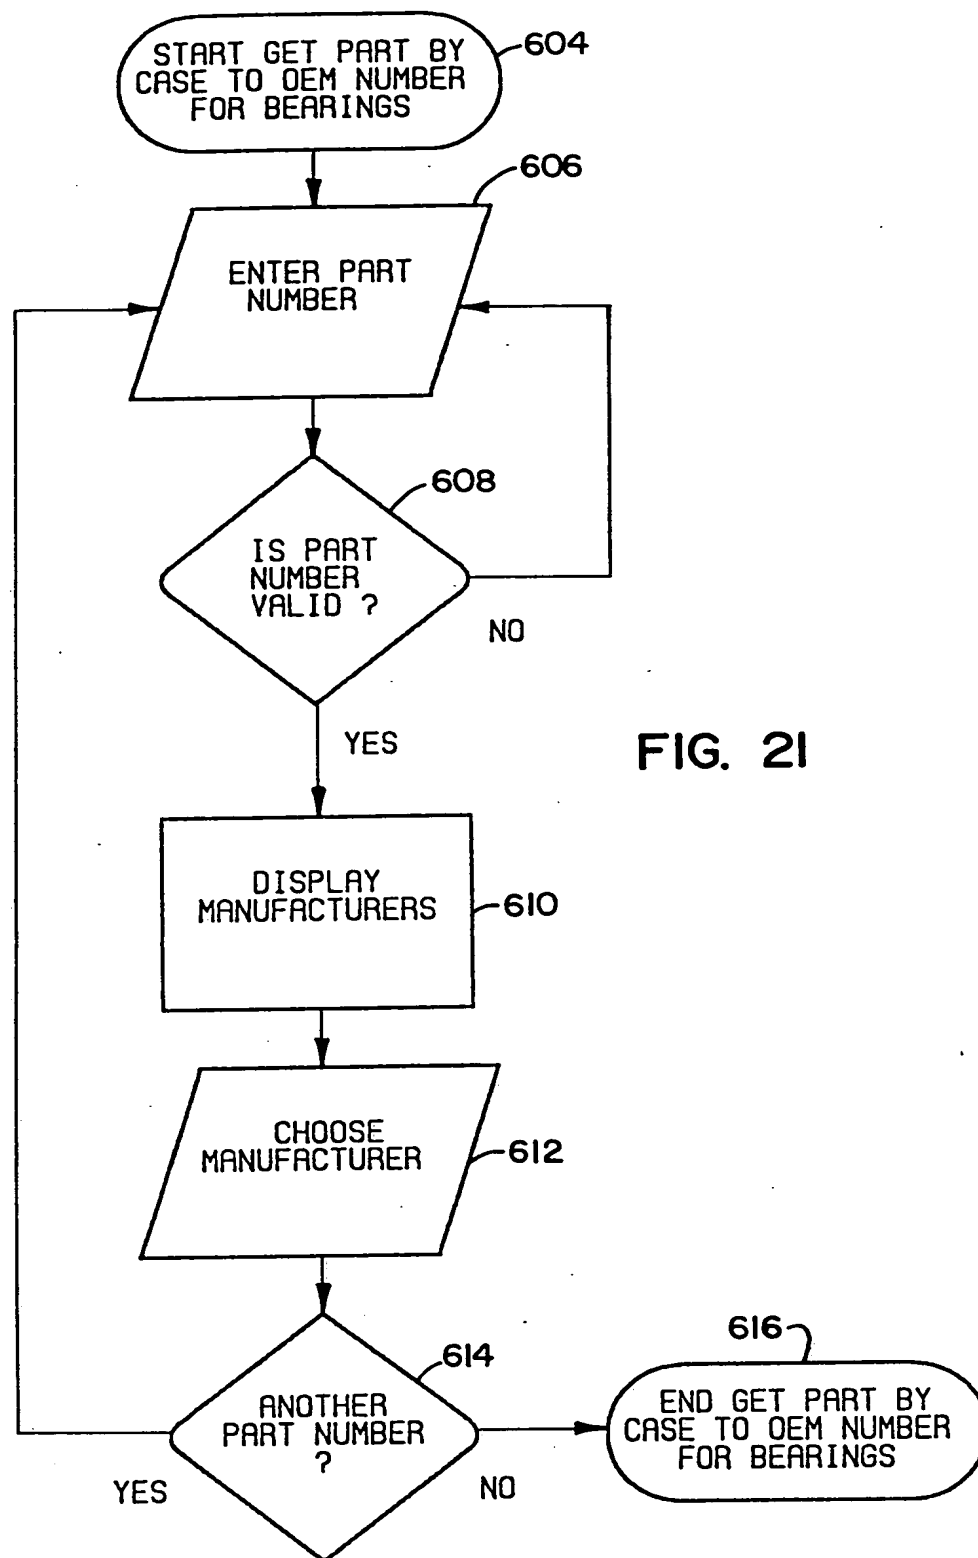 START GET PART BY
CASE TO OEM NUMBER
FOR BEARINGS
604
606
ENTER PART
NUMBER
608
IS PART
NUMBER
VALID ?
NO
YES
FIG. 21
DISPLAY
MANUFACTURERS
610
CHOOSE
MANUFACTURER
612
616
614
ANOTHER
PART NUMBER
?
YES
NO
END GET PART BY
CASE TO OEM NUMBER
FOR BEARINGS